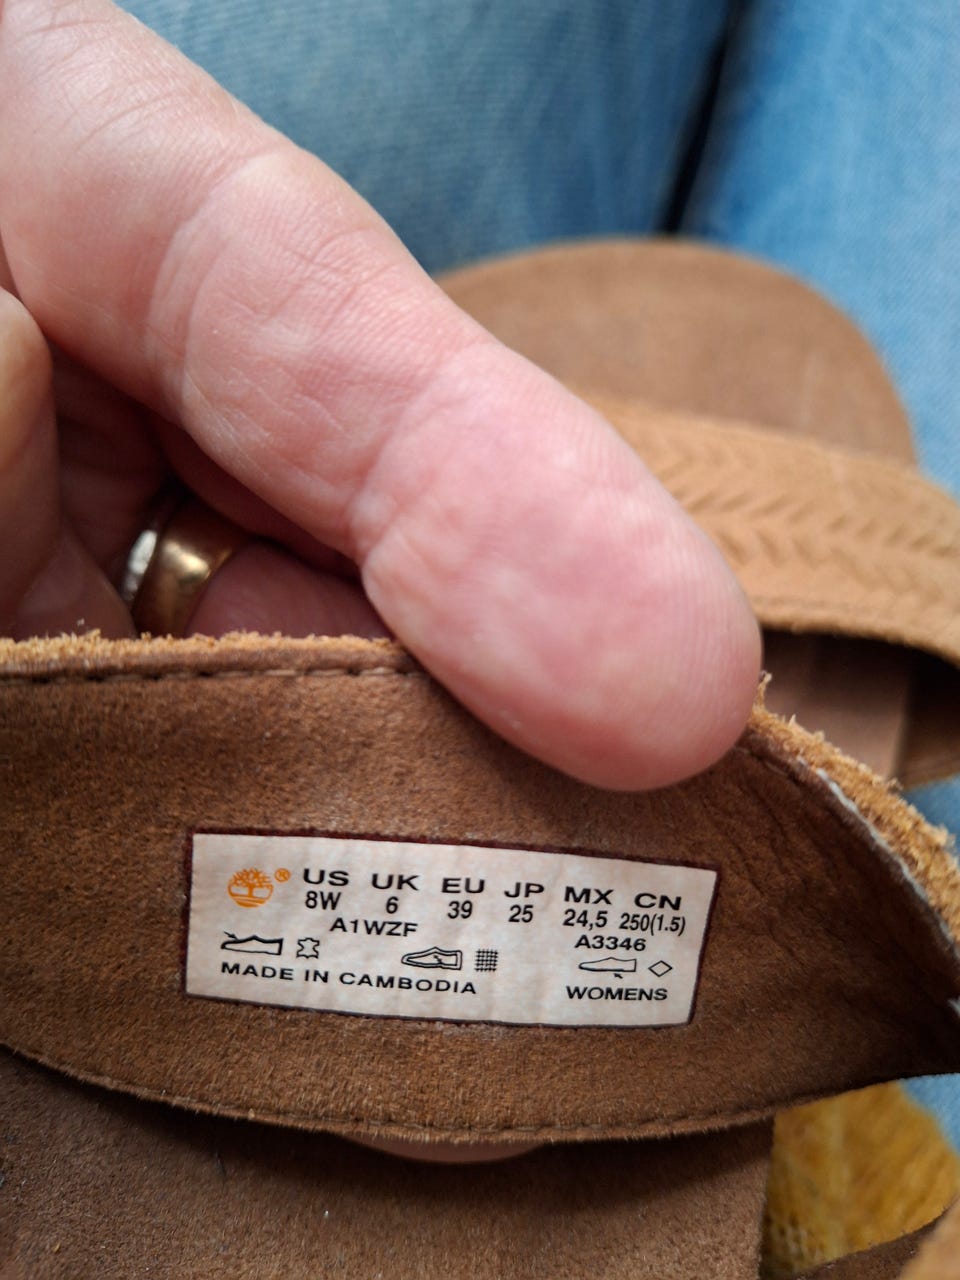 ® US UK EU JP MX CN
8W 6 39 25 24,5 250(1.5)
A1WZF A3346
MADE IN CAMBODIA WOMENS